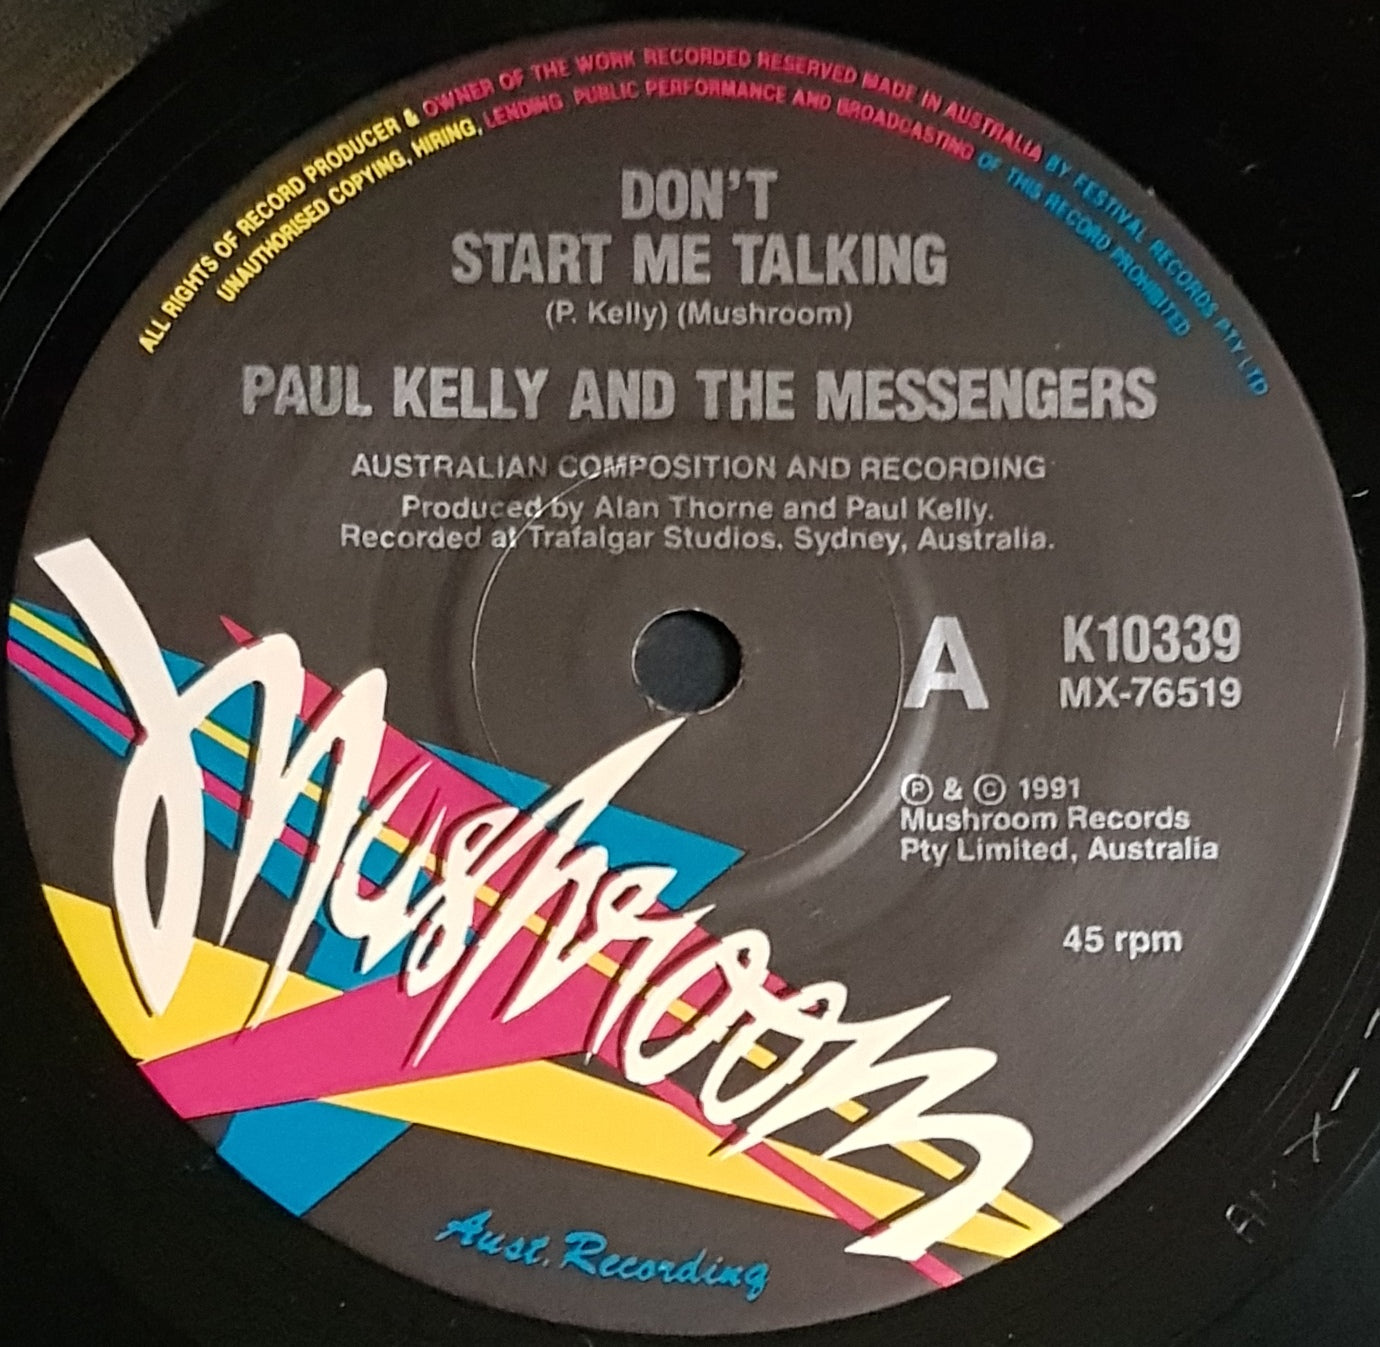 ALL RIGHTS OF RECORD PRODUCER & OWNER OF THE WORK RECORDED RESERVED MADE IN AUSTRALIA BY FESTIVAL RECORDS PTY LTD
UNAUTHORISED COPYING, HIRING, LENDING PUBLIC PERFORMANCE AND BROADCASTING OF THIS RECORD PROHIBITED
DON'T
START ME TALKING
(P. Kelly) (Mushroom)
PAUL KELLY AND THE MESSENGERS
AUSTRALIAN COMPOSITION AND RECORDING
Produced by Alan Thorne and Paul Kelly.
Recorded at Trafalgar Studios, Sydney, Australia.
A
K10339
MX-76519
Ⓟ & © 1991
Mushroom Records
Pty Limited, Australia
45 rpm
Mushroom
Aust. Recording